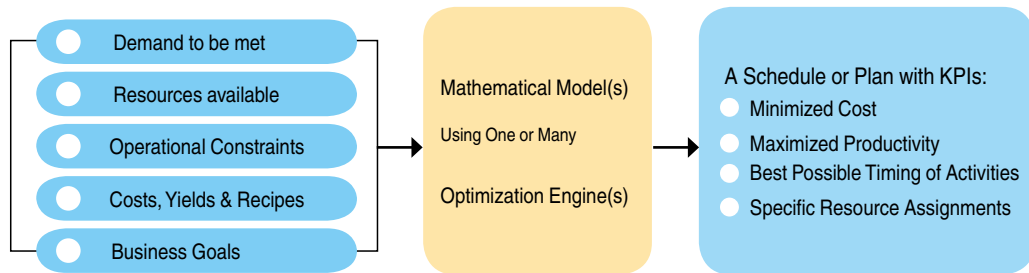 Demand to be met
Resources available
Operational Constraints
Costs, Yields & Recipes
Business Goals
Mathematical Model(s)
Using One or Many
Optimization Engine(s)
A Schedule or Plan with KPIs:
Minimized Cost
Maximized Productivity
Best Possible Timing of Activities
Specific Resource Assignments